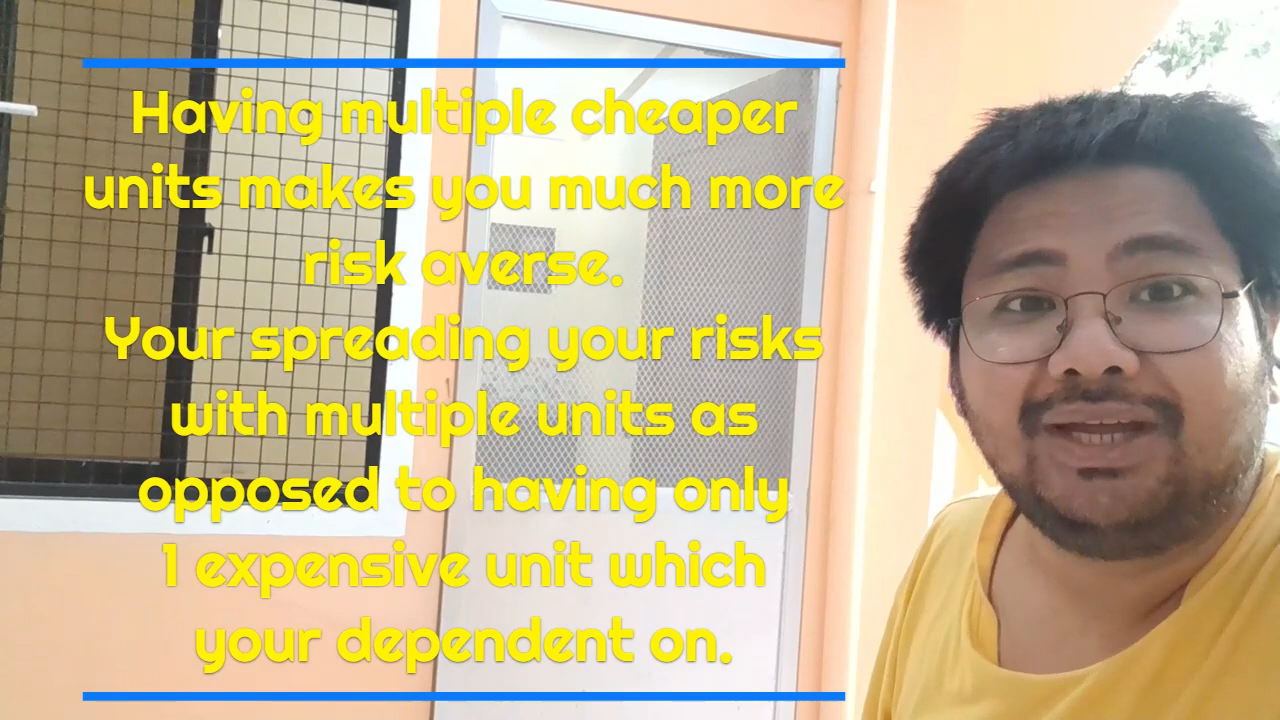 Having multiple cheaper
units makes you much more
risk averse.
Your spreading your risks
with multiple units as
opposed to having only
1 expensive unit which
your dependent on.